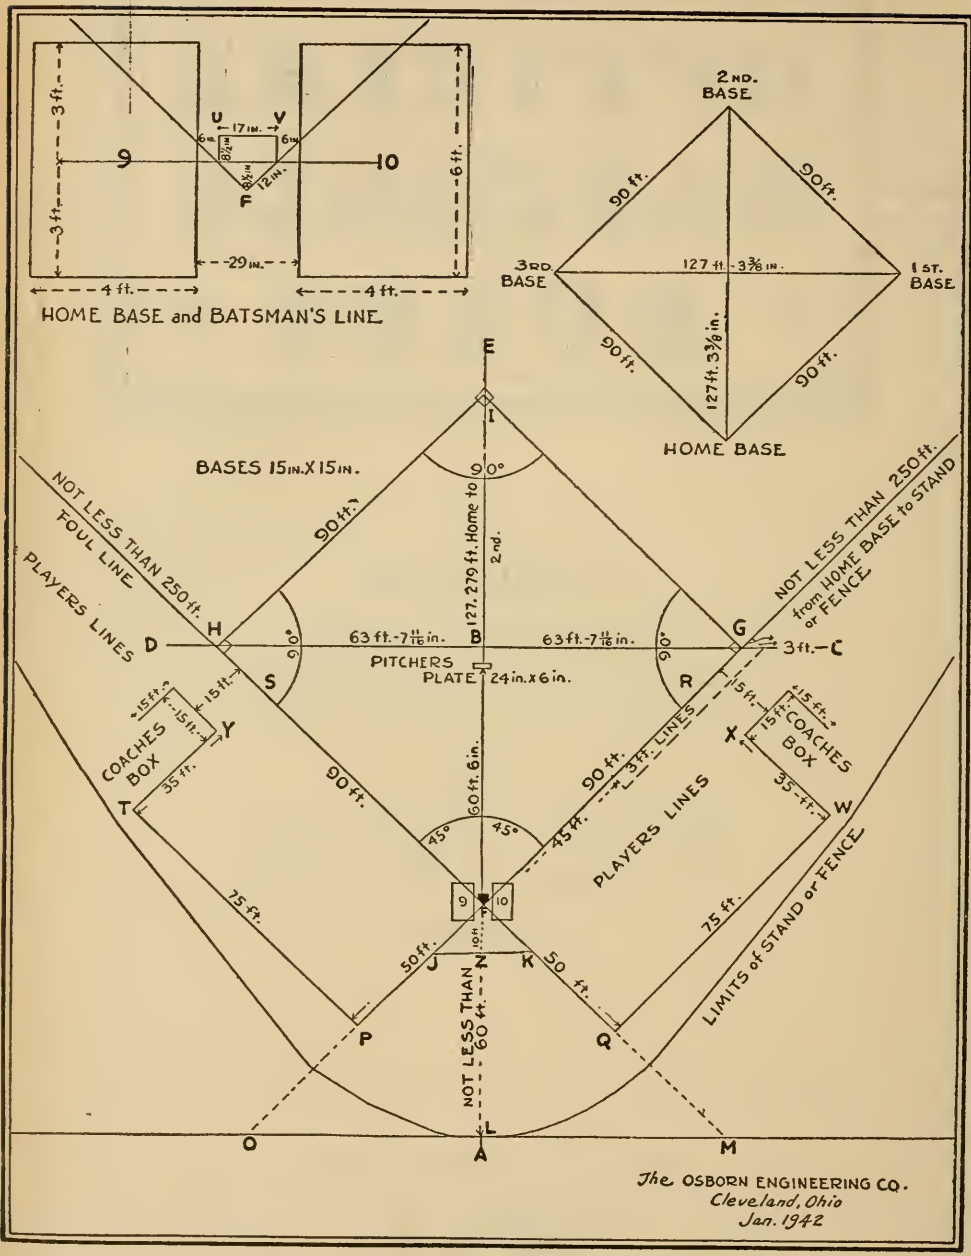 3 ft.
3 ft.
9
U
V
17 IN.
6 IN
6 IN
8½ IN
8½ IN
12 IN.
F
10
6 ft.
29 IN.
4 ft.
4 ft.
HOME BASE and BATSMAN'S LINE
2 ND.
BASE
90 ft.
90 ft.
3 RD.
BASE
127 ft. 3⅜ in.
1 ST.
BASE
127 ft. 3⅜ in.
90 ft.
90 ft.
HOME BASE
E
I
BASES 15 IN. X 15 IN.
90°
90 ft.
127.279 ft. Home to
2nd.
NOT LESS THAN 250 ft.
FOUL LINE
PLAYERS LINES
NOT LESS THAN 250 ft.
from HOME BASE to STAND
or FENCE
D
H
90°
63 ft.-7 11/16 in.
B
63 ft.-7 11/16 in.
90°
G
3 ft.
C
PITCHERS
PLATE 24 in. x 6 in.
S
R
15 ft.
15 ft.
15 ft.
Y
COACHES
BOX
35 ft.
T
15 ft.
15 ft.
15 ft.
X
COACHES
BOX
35 ft.
W
90 ft.
60 ft. 6 in.
90 ft.
3 ft. LINES
45 ft.
PLAYERS LINES
45°
45°
9
F
10
75 ft.
75 ft.
LIMITS of STAND or FENCE
50 ft.
J
10 ft
N
K
50 ft.
NOT LESS THAN
60 ft.
P
Q
O
L
A
M
The OSBORN ENGINEERING CO.
Cleveland, Ohio
Jan. 1942